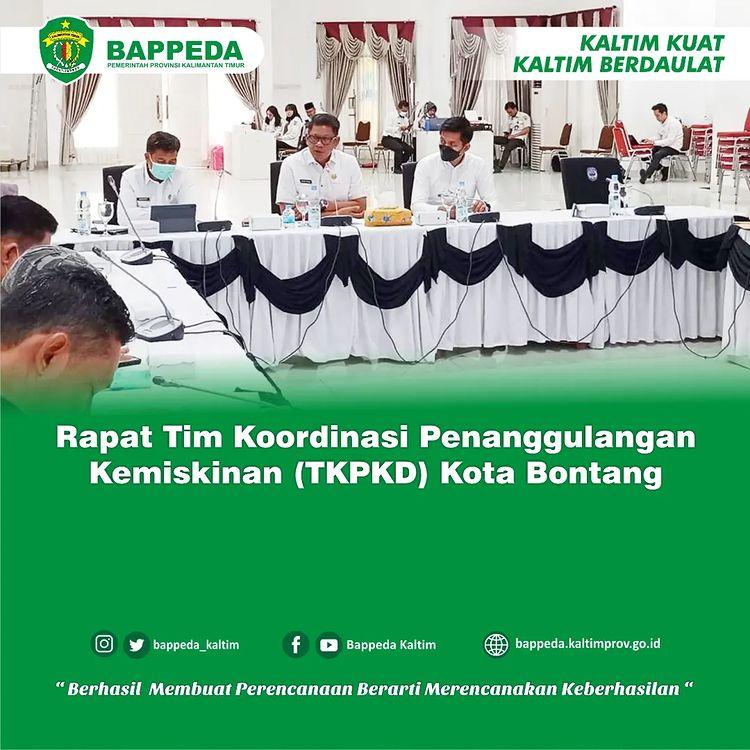 BAPPEDA
PEMERINTAH PROVINSI KALIMANTAN TIMUR
KALTIM KUAT
KALTIM BERDAULAT
Rapat Tim Koordinasi Penanggulangan
Kemiskinan (TKPKD) Kota Bontang
bappeda_kaltim
Bappeda Kaltim
bappeda.kaltimprov.go.id
“ Berhasil Membuat Perencanaan Berarti Merencanakan Keberhasilan “